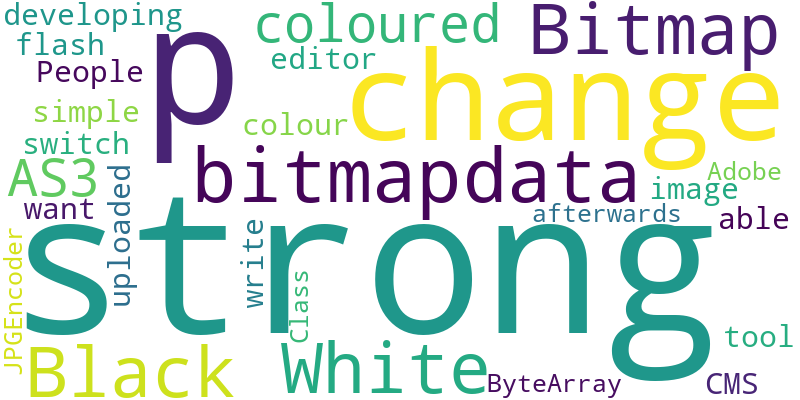 developing
flash
People
simple
switch
AS3
want
uploaded
JPGEncoder
p
coloured
editor
colour
Bitmap
change
bitmapdata
Adobe
image
afterwards
able
write
Class
strong
Black
White
ByteArray
tool
CMS